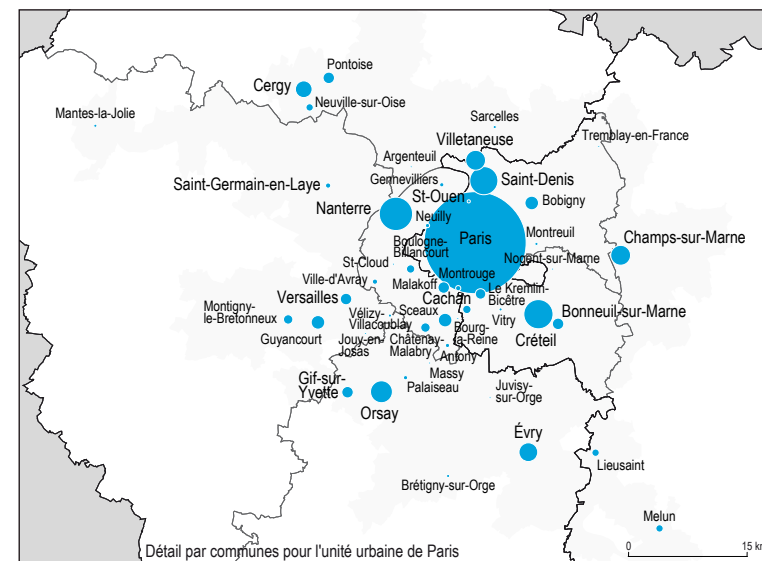 Pontoise
Cergy
Neuville-sur-Oise
Mantes-la-Jolie
Sarcelles
Villetaneuse
Tremblay-en-France
Argenteuil
Saint-Germain-en-Laye
Gennevilliers
Saint-Denis
St-Ouen
Bobigny
Nanterre
Neuilly
Paris
Montreuil
Champs-sur-Marne
Boulogne-
Billancourt
Nogent-sur-Marne
St-Cloud
Ville-d'Avray
Montrouge
Malakoff
Le Kremlin-
Bicêtre
Versailles
Cachan
Montigny-
le-Bretonneux
Vélizy-
Villacoublay
Sceaux
Vitry
Bonneuil-sur-Marne
Guyancourt
Jouy-en-
Josas
Châtenay-
Malabry
Bourg-
la-Reine
Créteil
Antony
Massy
Gif-sur-
Yvette
Palaiseau
Juvisy-
sur-Orge
Orsay
Évry
Lieusaint
Brétigny-sur-Orge
Melun
Détail par communes pour l'unité urbaine de Paris
0 15 km